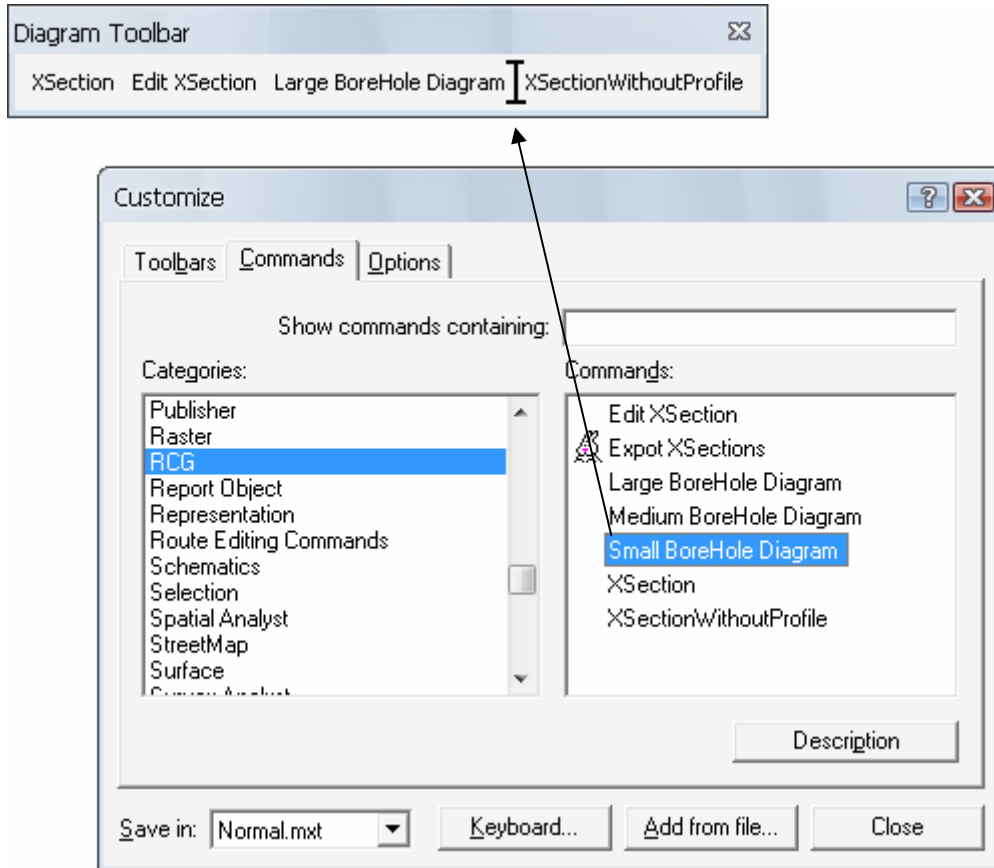 Diagram Toolbar
XSection Edit XSection Large BoreHole Diagram XSectionWithoutProfile
Customize
Toolbars Commands Options
Show commands containing:
Categories:
Publisher
Raster
RCG
Report Object
Representation
Route Editing Commands
Schematics
Selection
Spatial Analyst
StreetMap
Surface
Commands:
Edit XSection
Expot XSections
Large BoreHole Diagram
Medium BoreHole Diagram
Small BoreHole Diagram
XSection
XSectionWithoutProfile
Description
Save in: Normal.mxt Keyboard... Add from file... Close